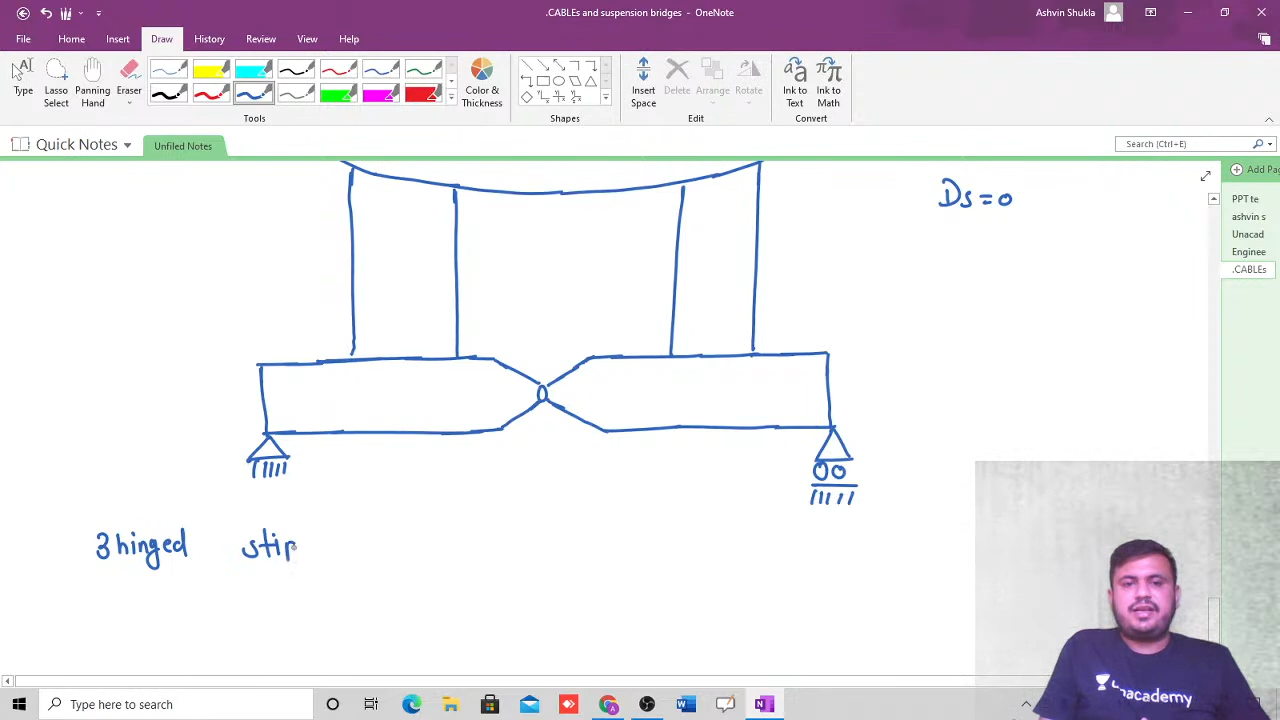 .CABLEs and suspension bridges - OneNote
Ashvin Shukla
File Home Insert Draw History Review View Help
Type
Lasso Select
Panning Hand
Eraser
Color & Thickness
Insert Space
Delete
Arrange
Rotate
Ink to Text
Ink to Math
Tools
Shapes
Edit
Convert
Quick Notes
Unfiled Notes
Search (Ctrl+E)
Add Pag
PPT te
ashvin s
Unacad
Enginee
.CABLEs
Ds = 0
3 hinged
unacademy
Type here to search